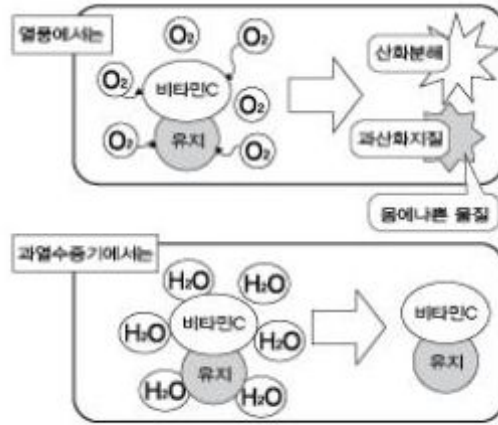 열풍에서는
O₂
O₂
O₂
비타민C
O₂
유지
O₂
O₂
산화분해
과산화지질
몸에나쁜 물질
과열수증기에서는
H₂O
H₂O
비타민C
H₂O
H₂O
유지
H₂O
H₂O
비타민C
유지